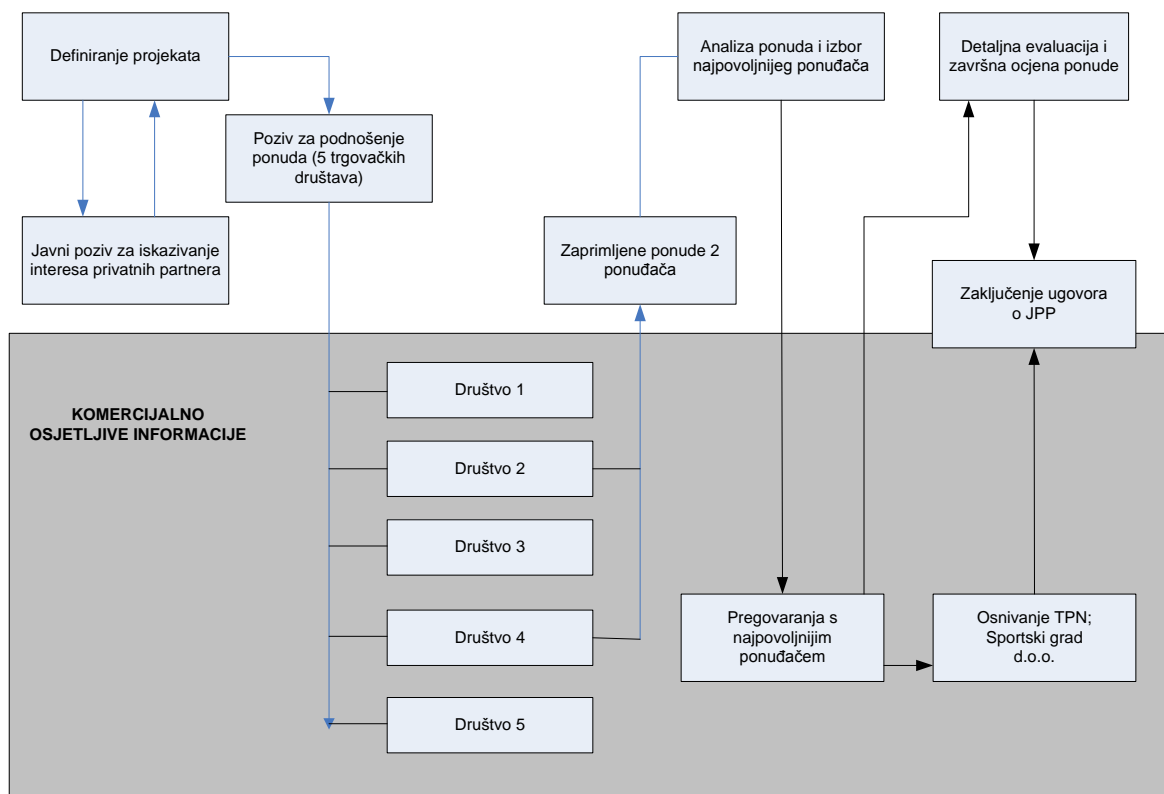 Definiranje projekata
Javni poziv za iskazivanje
interesa privatnih partnera
Poziv za podnošenje
ponuda (5 trgovačkih
društava)
Zaprimljene ponude 2
ponuđača
Analiza ponuda i izbor
najpovoljnijeg ponuđača
Detaljna evaluacija i
završna ocjena ponude
Zaključenje ugovora
o JPP
KOMERCIJALNO
OSJETLJIVE INFORMACIJE
Društvo 1
Društvo 2
Društvo 3
Društvo 4
Društvo 5
Pregovaranja s
najpovoljnijim
ponuđačem
Osnivanje TPN;
Sportski grad
d.o.o.